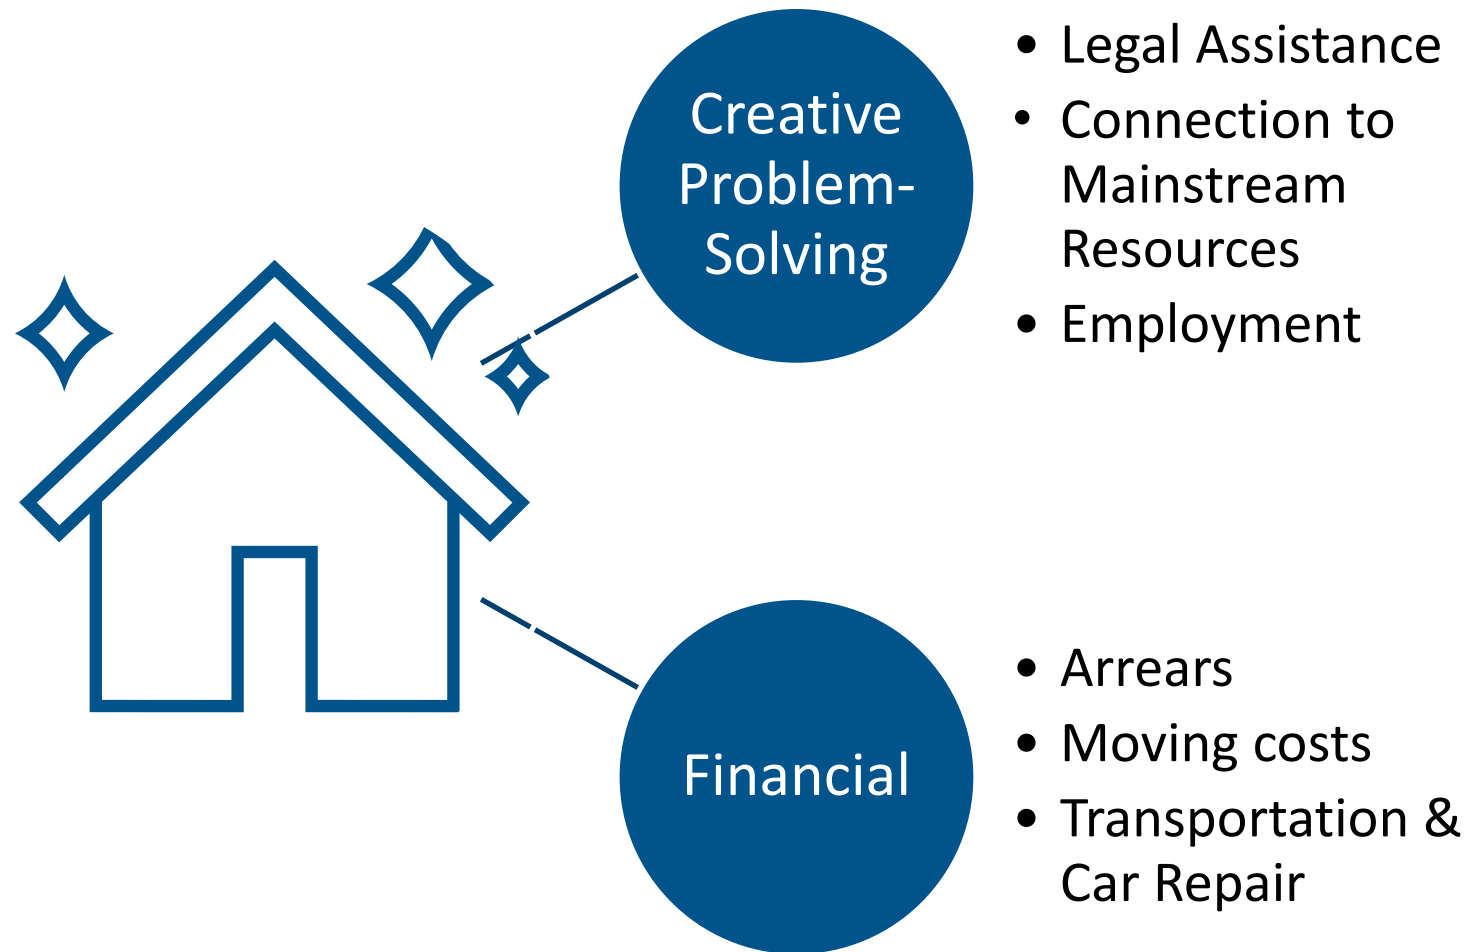 Creative
Problem-
Solving
• Legal Assistance
• Connection to
Mainstream
Resources
• Employment
Financial
• Arrears
• Moving costs
• Transportation &
Car Repair